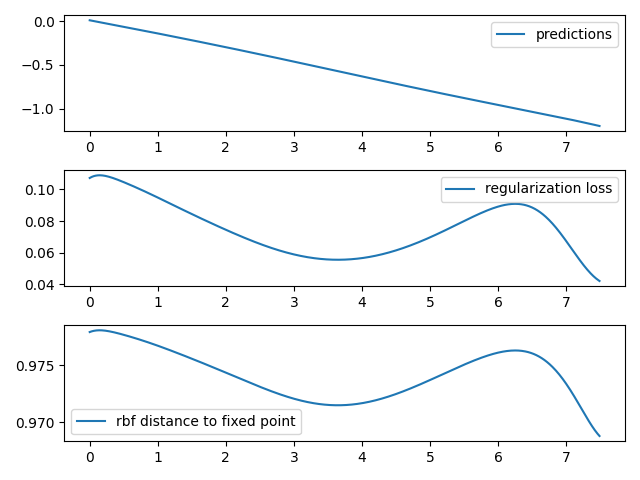 0.0
−0.5
−1.0
predictions
0 1 2 3 4 5 6 7
0.10
0.08
0.06
0.04
regularization loss
0 1 2 3 4 5 6 7
0.975
0.970
rbf distance to fixed point
0 1 2 3 4 5 6 7